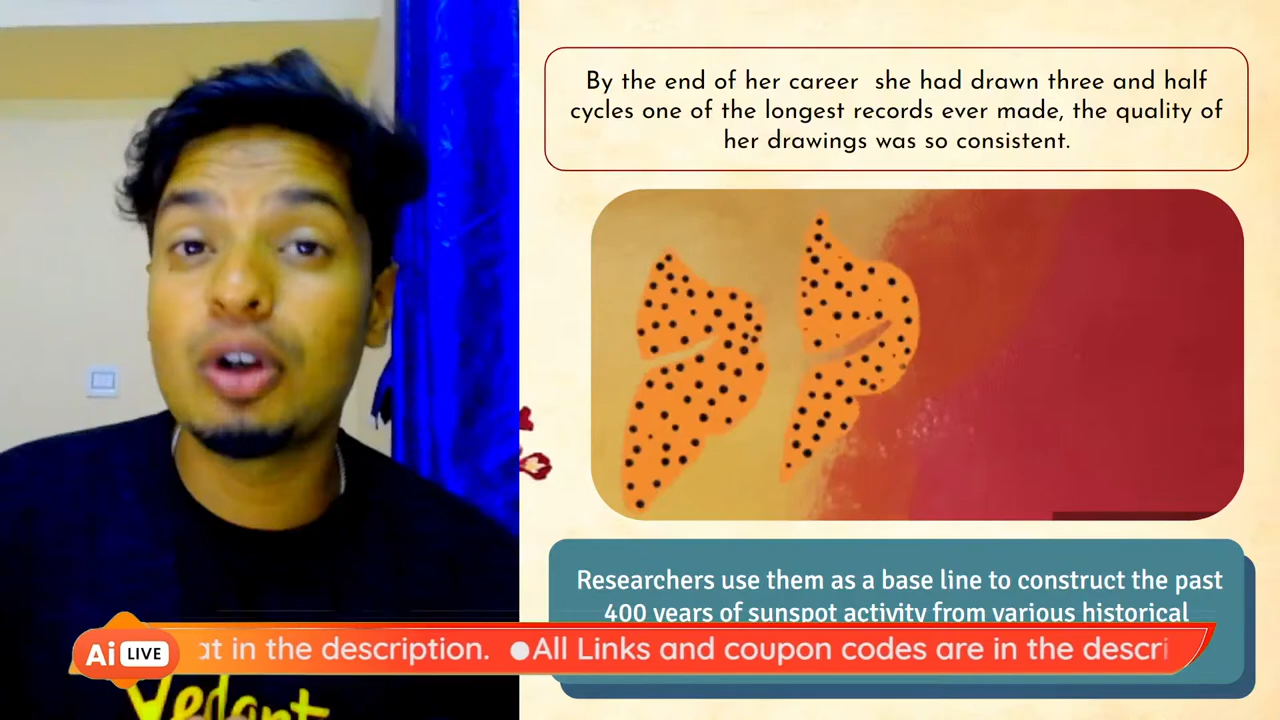 By the end of her career she had drawn three and half
cycles one of the longest records ever made, the quality of
her drawings was so consistent.
Researchers use them as a base line to construct the past
400 years of sunspot activity from various historical
Ai LIVE
at in the description. ●All Links and coupon codes are in the descri
Vedant